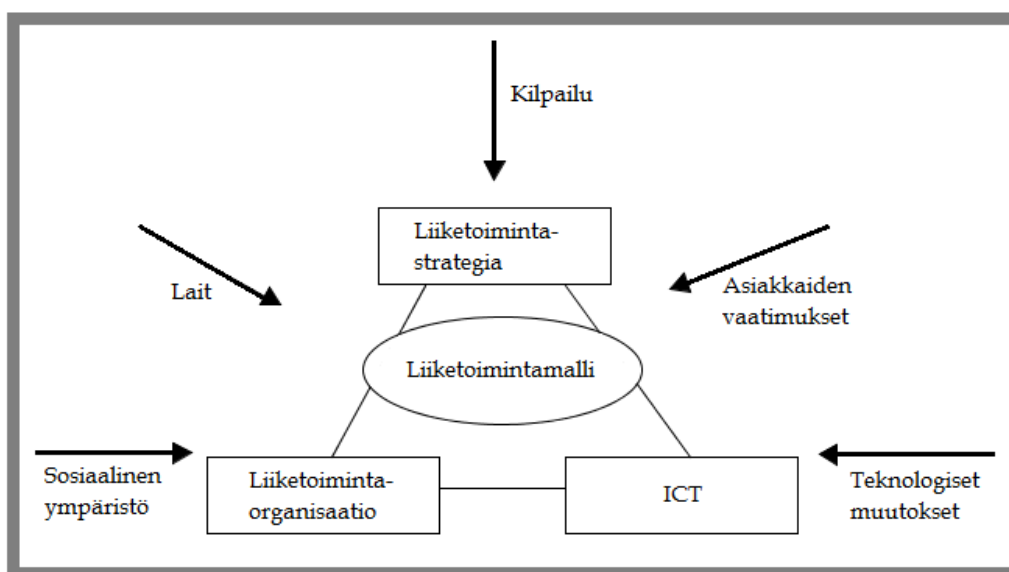 Kilpailu
Liiketoiminta-
strategia
Lait
Asiakkaiden
vaatimukset
Liiketoimintamalli
Sosiaalinen
ympäristö
Liiketoiminta-
organisaatio
ICT
Teknologiset
muutokset